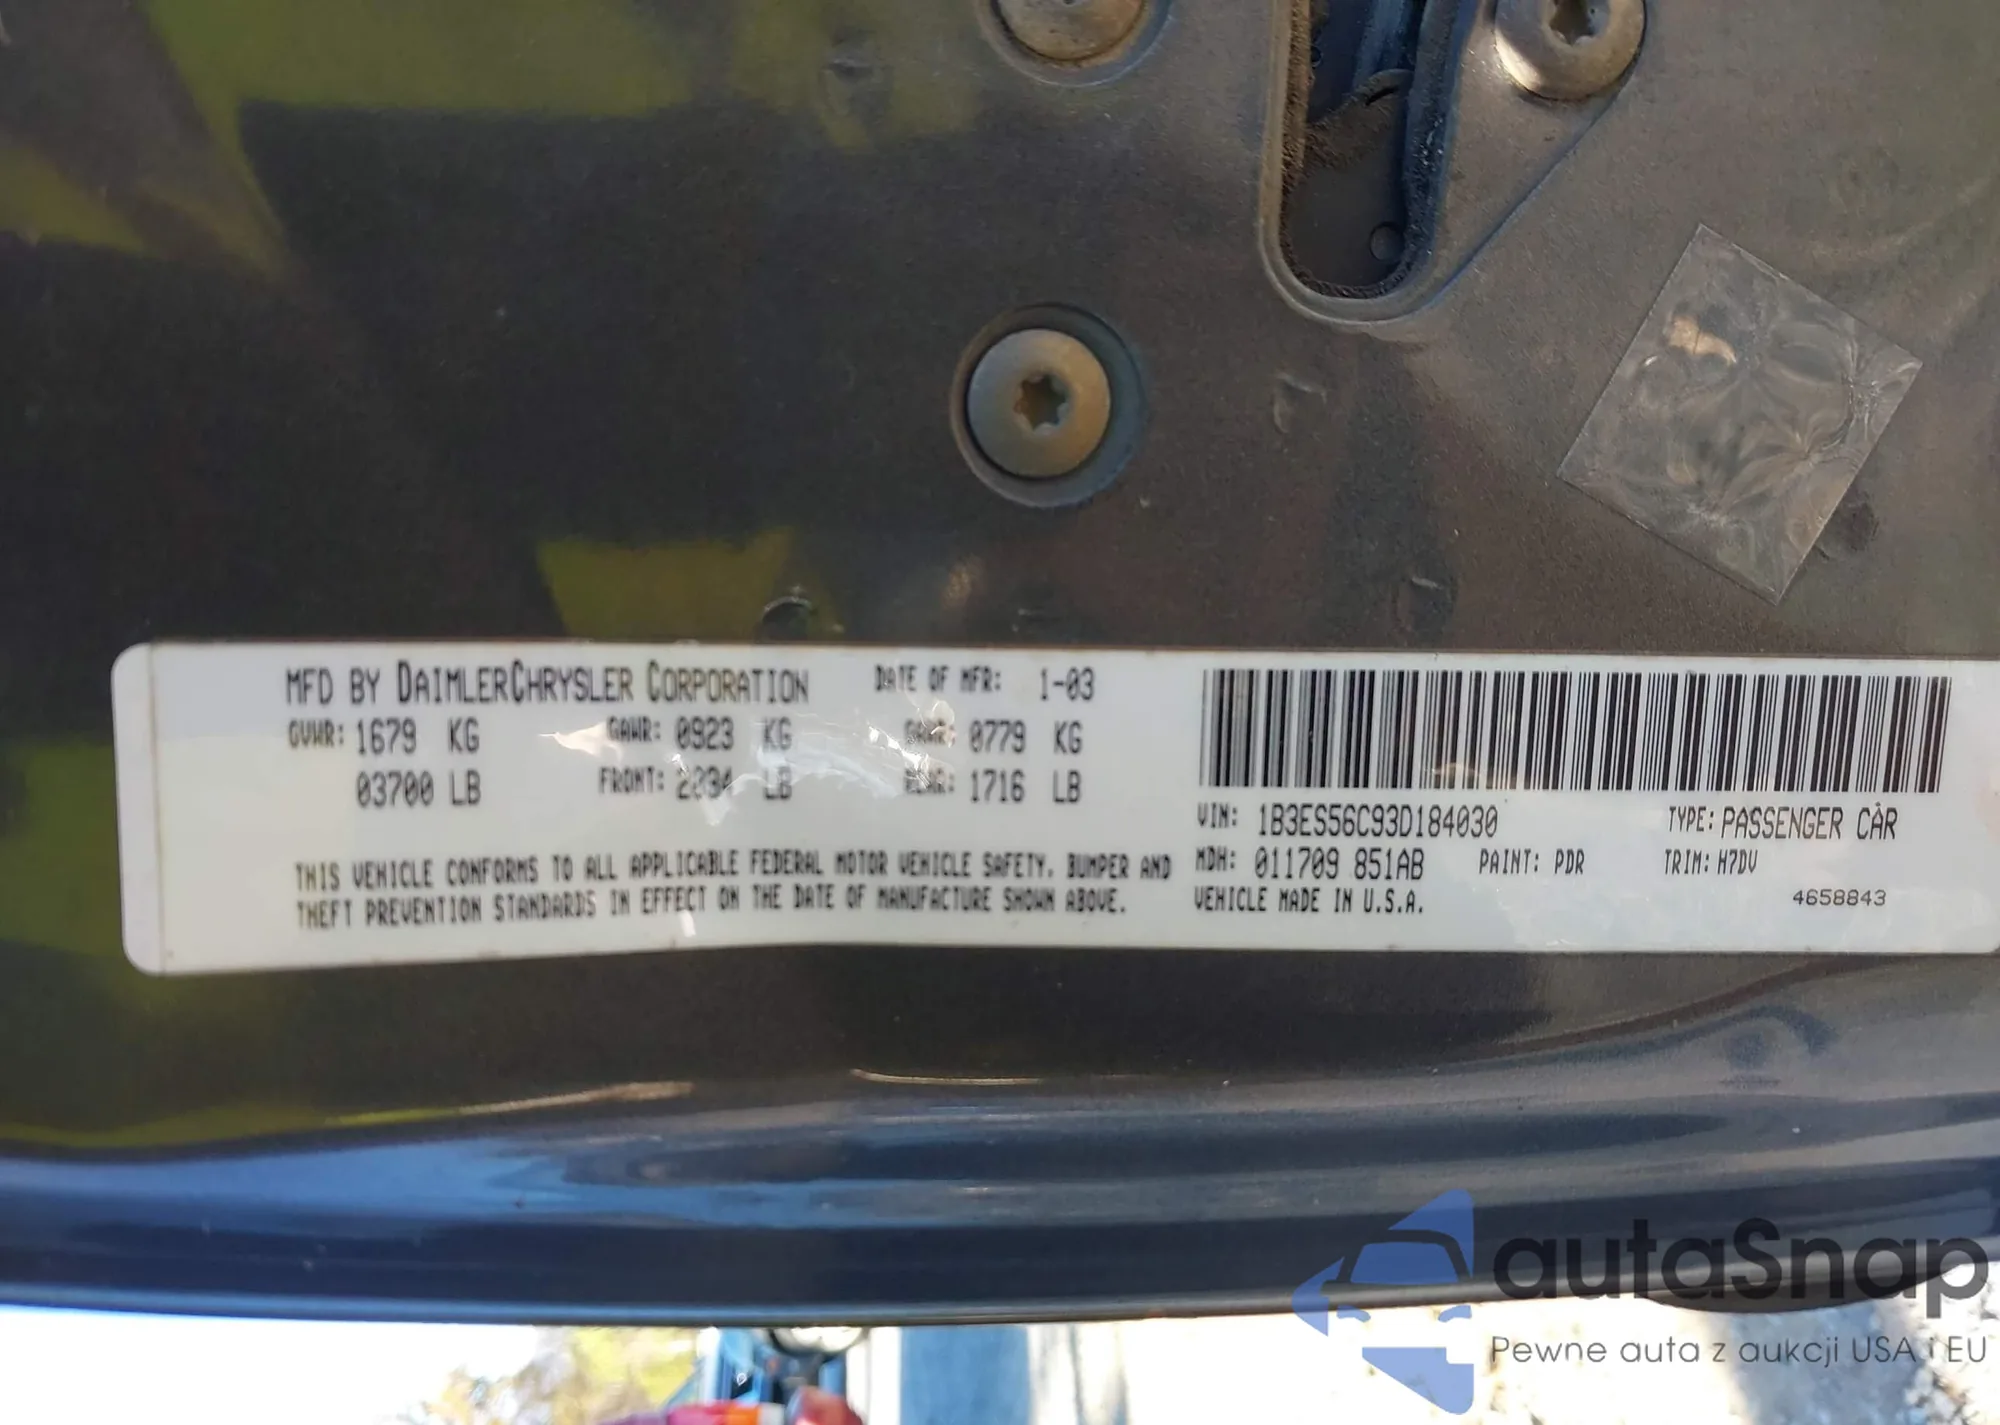 MFD BY DAIMLERCHRYSLER CORPORATION DATE OF MFR: 1-03
GVWR: 1679 KG GAWR: 0923 KG GAWR: 0779 KG
03700 LB FRONT: 2034 LB REAR: 1716 LB
THIS VEHICLE CONFORMS TO ALL APPLICABLE FEDERAL MOTOR VEHICLE SAFETY, BUMPER AND
THEFT PREVENTION STANDARDS IN EFFECT ON THE DATE OF MANUFACTURE SHOWN ABOVE.
VIN: 1B3ES56C93D184030 TYPE: PASSENGER CAR
MDH: 011709 851AB PAINT: PDR TRIM: H7DV
VEHICLE MADE IN U.S.A. 4658843
autaSnap
Pewne auta z aukcji USA i EU